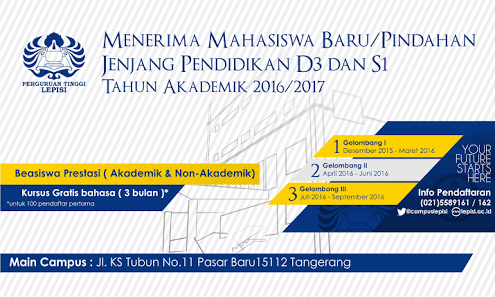 PERGURUAN TINGGI
LEPISI
MENERIMA MAHASISWA BARU/PINDAHAN
JENJANG PENDIDIKAN D3 DAN S1
TAHUN AKADEMIK 2016/2017
1 Gelombang I
Desember 2015 - Maret 2016
2 Gelombang II
April 2016 - Juni 2016
3 Gelombang III
Juli 2016 - September 2016
YOUR
FUTURE
STARTS
HERE
Beasiswa Prestasi ( Akademik & Non-Akademik)
Kursus Gratis bahasa ( 3 bulan )*
*untuk 100 pendaftar pertama
Info Pendaftaran
(021)5589161 / 162
@campuslepisi lepisi.ac.id
Main Campus : Jl. KS Tubun No.11 Pasar Baru15112 Tangerang